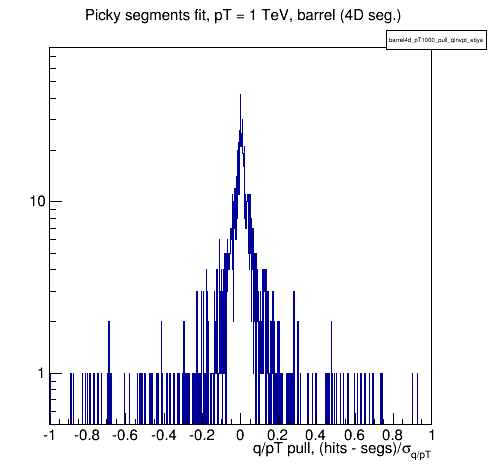 Picky segments fit, pT = 1 TeV, barrel (4D seg.)
barrel4d_pT1000_pull_qinvpt_ebye
10
1
-1 -0.8 -0.6 -0.4 -0.2 0 0.2 0.4 0.6 0.8 1
q/pT pull, (hits - segs)/σq/pT